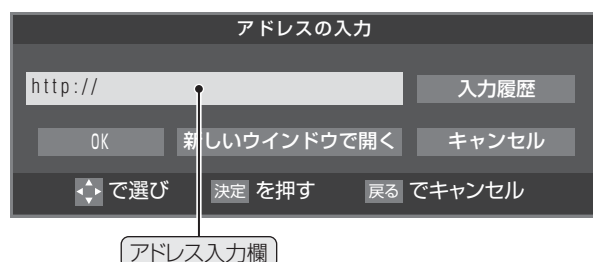 アドレスの入力
http:// 入力履歴
OK 新しいウインドウで開く キャンセル
で選び 決定 を押す 戻る でキャンセル
アドレス入力欄